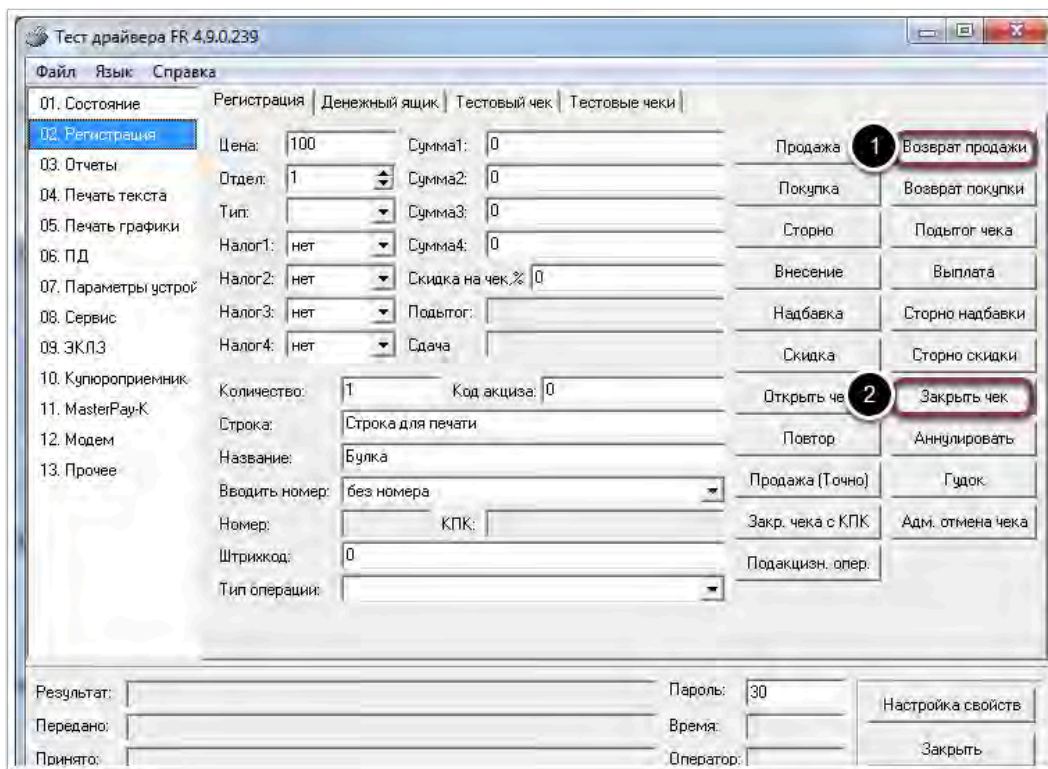 Тест драйвера FR 4.9.0.239
Файл Язык Справка
01. Состояние
02. Регистрация
03. Отчеты
04. Печать текста
05. Печать графики
06. ПД
07. Параметры устрой
08. Сервис
09. ЭКЛЗ
10. Купюроприемник
11. MasterPay-K
12. Модем
13. Прочее
Регистрация Денежный ящик Тестовый чек Тестовые чеки
Цена: 100 Сумма1: 0
Отдел: 1 Сумма2: 0
Тип: Сумма3: 0
Налог1: нет Сумма4: 0
Налог2: нет Скидка на чек,% 0
Налог3: нет Подытог:
Налог4: нет Сдача
Количество: 1 Код акциза: 0
Строка: Строка для печати
Название: Булка
Вводить номер: без номера
Номер: КПК:
Штрихкод: 0
Тип операции:
Продажа 1 Возврат продажи
Покупка Возврат покупки
Сторно Подытог чека
Внесение Выплата
Надбавка Сторно надбавки
Скидка Сторно скидки
Открыть че 2 Закрыть чек
Повтор Аннулировать
Продажа (Точно) Гудок
Закр. чека с КПК Адм. отмена чека
Подакцизн. опер.
Результат: Пароль: 30 Настройка свойств
Передано: Время:
Принято: Оператор: Закрыть